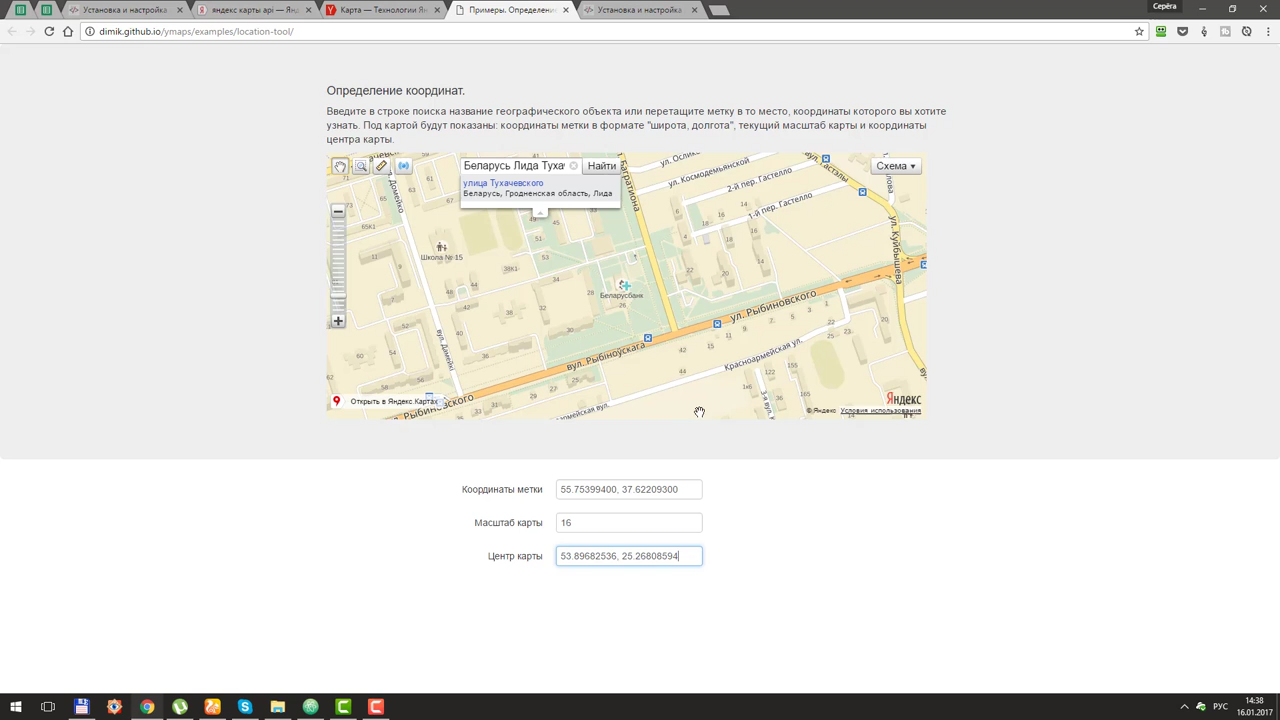 Установка и настройка
яндекс карты api — Янд
Карта — Технологии Ян
Примеры. Определени
Установка и настройка
Серёга
dimik.github.io/ymaps/examples/location-tool/
Определение координат.
Введите в строке поиска название географического объекта или перетащите метку в то место, координаты которого вы хотите
узнать. Под картой будут показаны: координаты метки в формате "широта, долгота", текущий масштаб карты и координаты
центра карты.
Беларусь Лида Тухач
Найти
Схема
улица Тухачевского
Беларусь, Гродненская область, Лида
ул. Космодемьянской
2-й пер. Гастелло
1-й пер. Гастелло
ул. Куйбышева
Школа № 15
Беларусбанк
ул. Рыбиновского
вул. Рыбіноўскага
Красноармейская ул.
вул. Дамейкі
Открыть в Яндекс.Картах
Яндекс
© Яндекс Условия использования
Координаты метки 55.75399400, 37.62209300
Масштаб карты 16
Центр карты 53.89682536, 25.26808594
РУС
14:38
16.01.2017